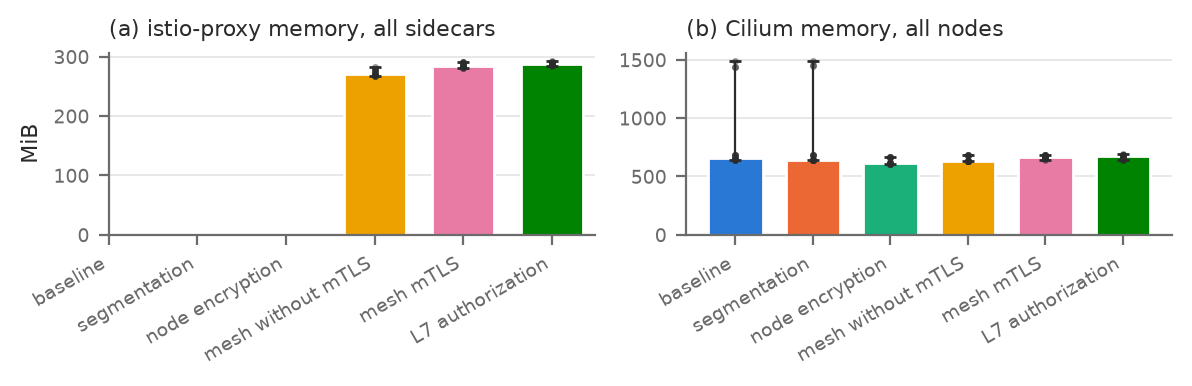 (a) istio-proxy memory, all sidecars
MiB
300
200
100
0
baseline
segmentation
node encryption
mesh without mTLS
mesh mTLS
L7 authorization
(b) Cilium memory, all nodes
1500
1000
500
0
baseline
segmentation
node encryption
mesh without mTLS
mesh mTLS
L7 authorization